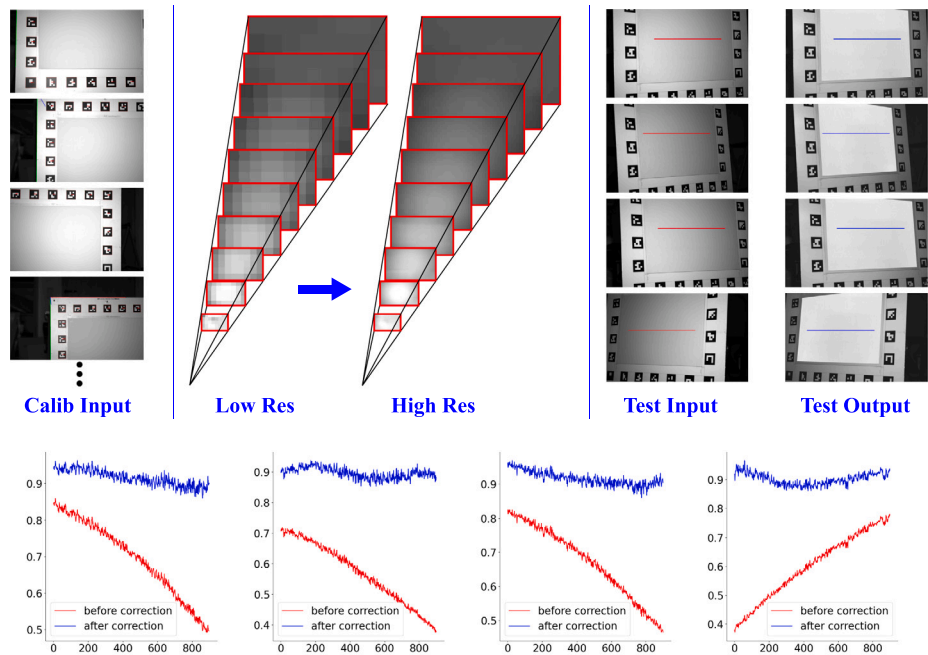 Calib Input
Low Res
High Res
Test Input
Test Output
0.9
0.8
0.7
0.6
0.5
0 200 400 600 800
before correction
after correction
0.9
0.8
0.7
0.6
0.5
0.4
0 200 400 600 800
before correction
after correction
0.9
0.8
0.7
0.6
0.5
0 200 400 600 800
before correction
after correction
0.9
0.8
0.7
0.6
0.5
0.4
0 200 400 600 800
before correction
after correction